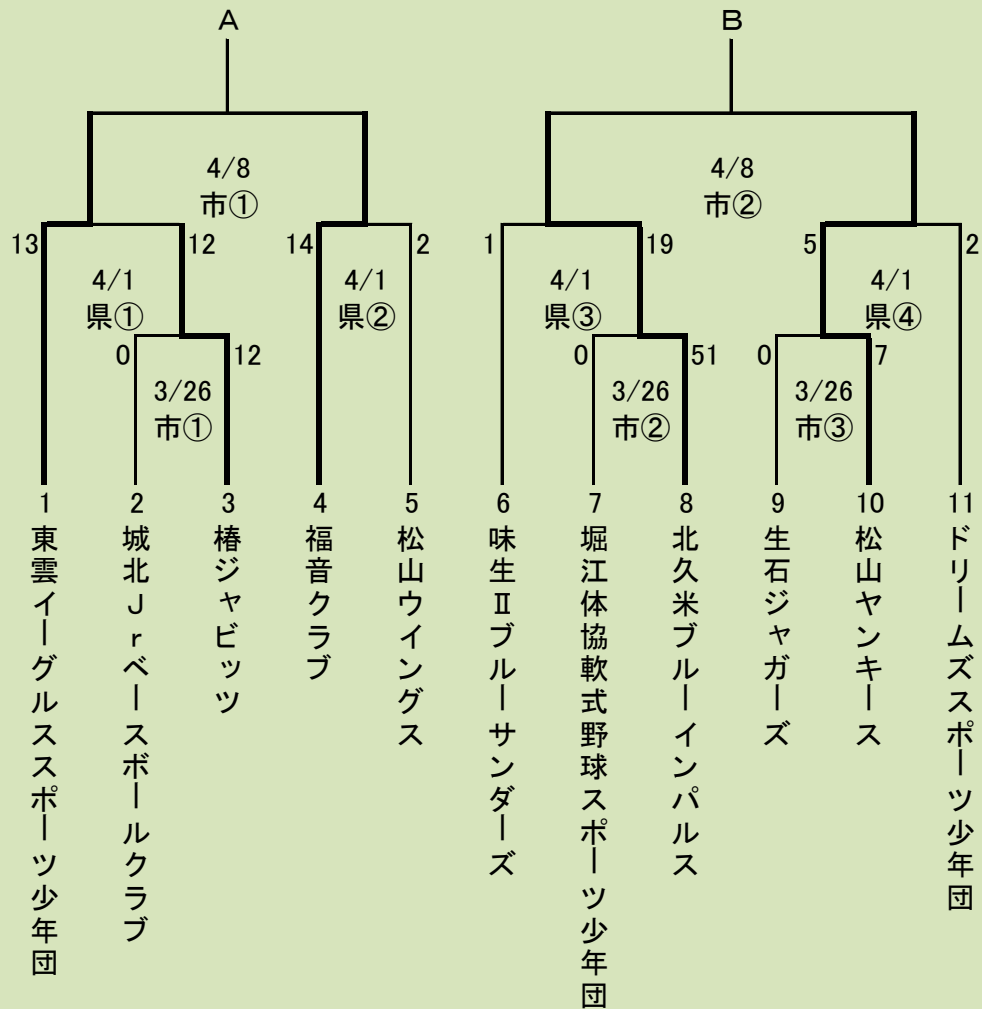 A
B
4/8
市①
4/8
市②
13
12
14
2
1
19
5
2
4/1
県①
4/1
県②
4/1
県③
4/1
県④
0
12
0
51
0
7
3/26
市①
3/26
市②
3/26
市③
1
2
3
4
5
6
7
8
9
10
11
東雲イーグルススポーツ少年団
城北Jrベースボールクラブ
椿ジャビッツ
福音クラブ
松山ウイングス
味生Ⅱブルーサンダーズ
堀江体協軟式野球スポーツ少年団
北久米ブルーインパルス
生石ジャガーズ
松山ヤンキース
ドリームズスポーツ少年団